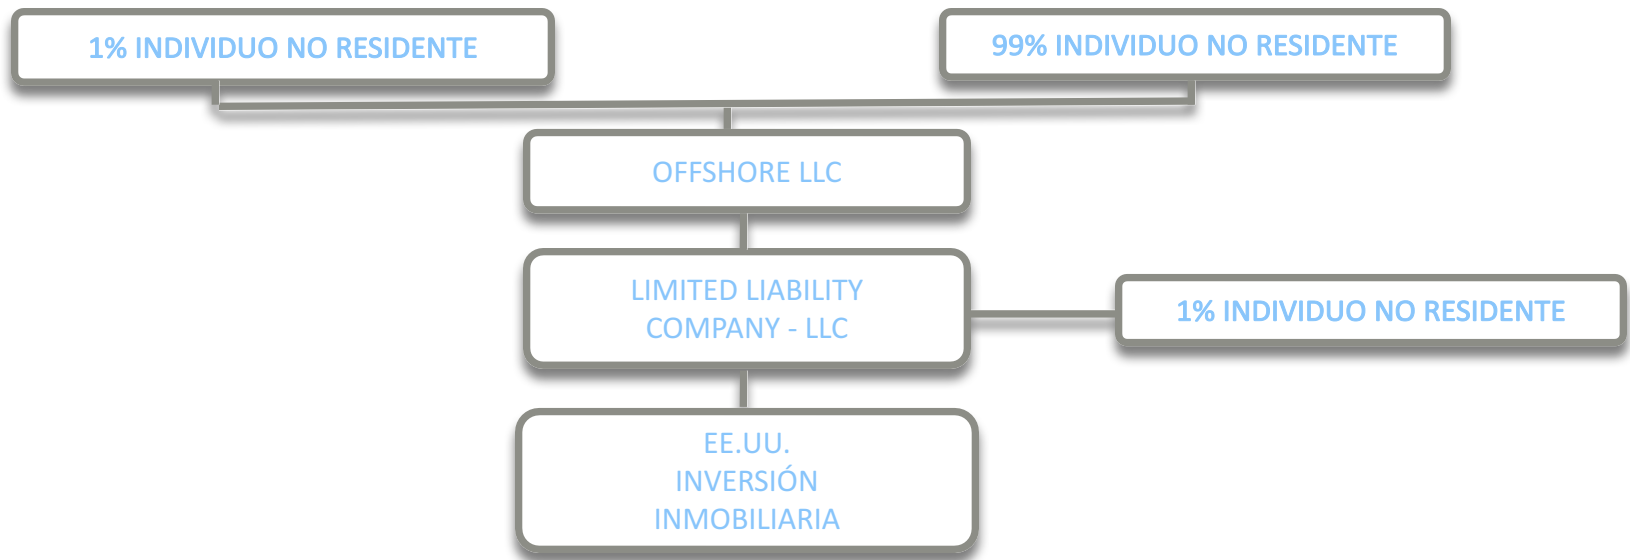 1% INDIVIDUO NO RESIDENTE
99% INDIVIDUO NO RESIDENTE
OFFSHORE LLC
LIMITED LIABILITY
COMPANY - LLC
1% INDIVIDUO NO RESIDENTE
EE.UU.
INVERSIÓN
INMOBILIARIA